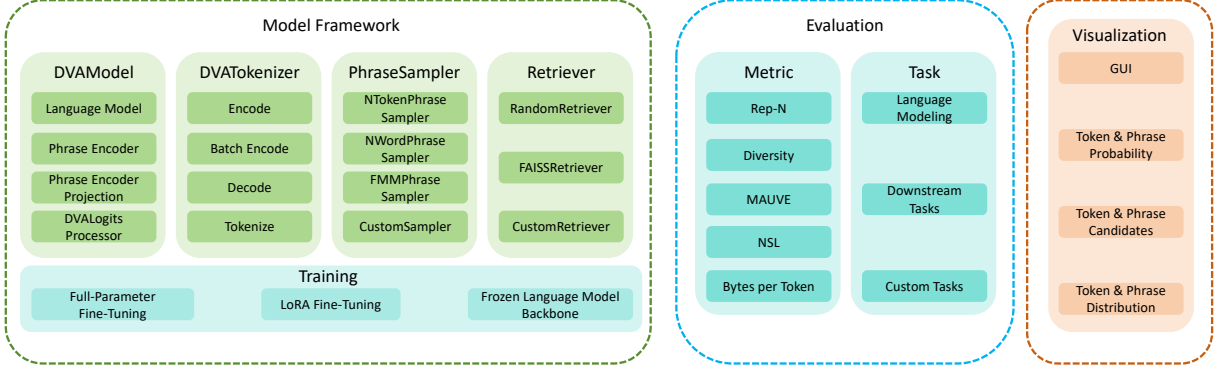 Model Framework
DVAModel
Language Model
Phrase Encoder
Phrase Encoder
Projection
DVALogits
Processor
DVATokenizer
Encode
Batch Encode
Decode
Tokenize
PhraseSampler
NTokenPhrase
Sampler
NWordPhrase
Sampler
FMMPhrase
Sampler
CustomSampler
Retriever
RandomRetriever
FAISSRetriever
CustomRetriever
Training
Full-Parameter
Fine-Tuning
LoRA Fine-Tuning
Frozen Language Model
Backbone
Evaluation
Metric
Rep-N
Diversity
MAUVE
NSL
Bytes per Token
Task
Language
Modeling
Downstream
Tasks
Custom Tasks
Visualization
GUI
Token & Phrase
Probability
Token & Phrase
Candidates
Token & Phrase
Distribution